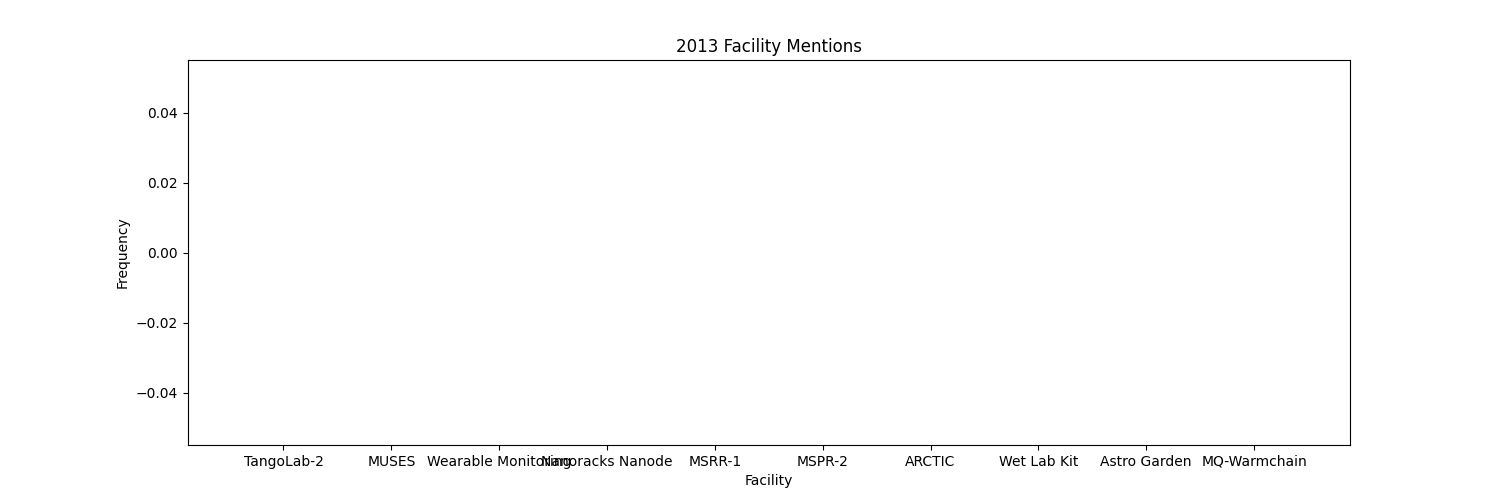 2013 Facility Mentions
0.04
0.02
0.00
−0.02
−0.04
Frequency
TangoLab-2 MUSES Wearable Monitoring Nanoracks Nanode MSRR-1 MSPR-2 ARCTIC Wet Lab Kit Astro Garden MQ-Warmchain
Facility